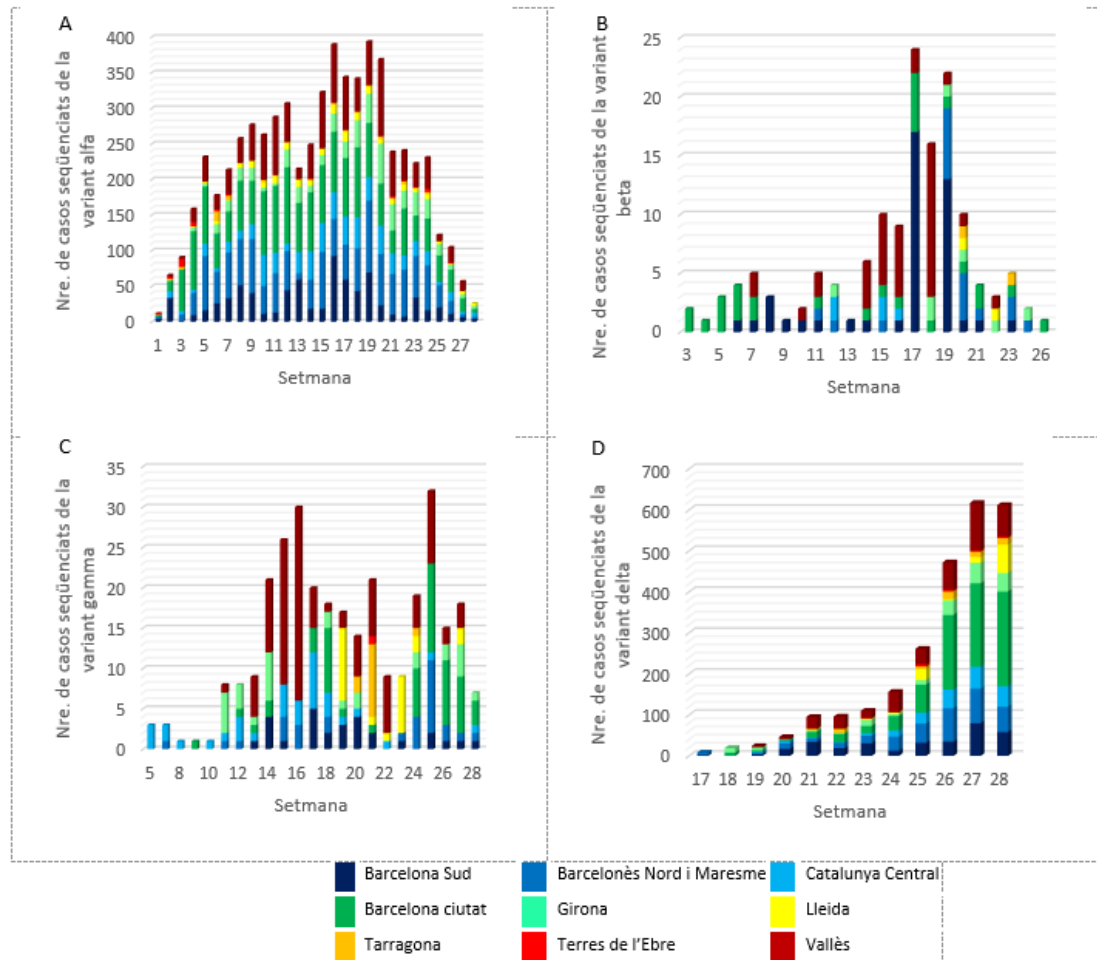 A
Nre. de casos seqüenciats de la
variant alfa
400
350
300
250
200
150
100
50
0
1 3 5 7 9 11 13 15 17 19 21 23 25 27
Setmana
B
Nre. de casos seqüenciats de la variant
beta
25
20
15
10
5
0
3 5 7 9 11 13 15 17 19 21 23 26
Setmana
C
Nre. de casos seqüenciats de la
variant gamma
35
30
25
20
15
10
5
0
5 8 10 12 14 16 18 20 22 24 26 28
Setmana
D
Nre. de casos seqüenciats de la
variant delta
700
600
500
400
300
200
100
0
17 18 19 20 21 22 23 24 25 26 27 28
Setmana
Barcelona Sud Barcelonès Nord i Maresme Catalunya Central
Barcelona ciutat Girona Lleida
Tarragona Terres de l'Ebre Vallès